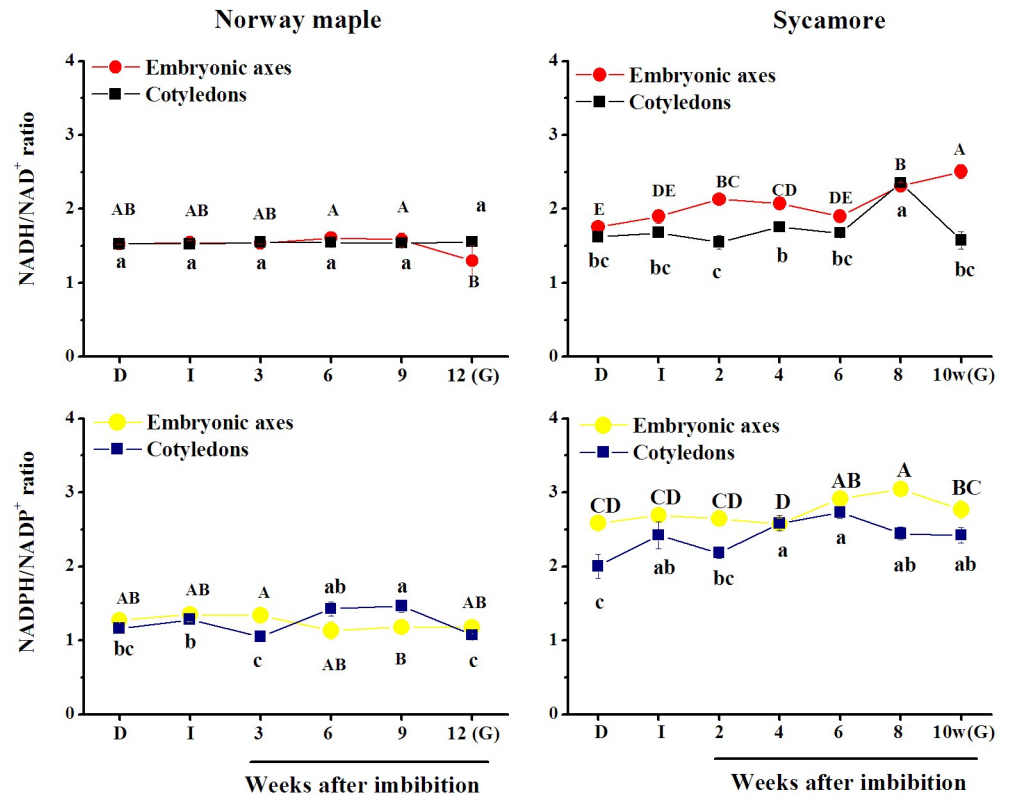 Norway maple
Sycamore
NADH/NAD+ ratio
4
3
2
1
0
Embryonic axes
Cotyledons
AB AB AB A A a
a a a a a B
D I 3 6 9 12 (G)
4
3
2
1
0
Embryonic axes
Cotyledons
E DE BC CD DE B A
bc bc c b bc a bc
D I 2 4 6 8 10w(G)
NADPH/NADP+ ratio
4
3
2
1
0
Embryonic axes
Cotyledons
AB AB A ab a AB
bc b c AB B c
D I 3 6 9 12 (G)
Weeks after imbibition
4
3
2
1
0
Embryonic axes
Cotyledons
CD CD CD D AB A BC
c ab bc a a ab ab
D I 2 4 6 8 10w(G)
Weeks after imbibition